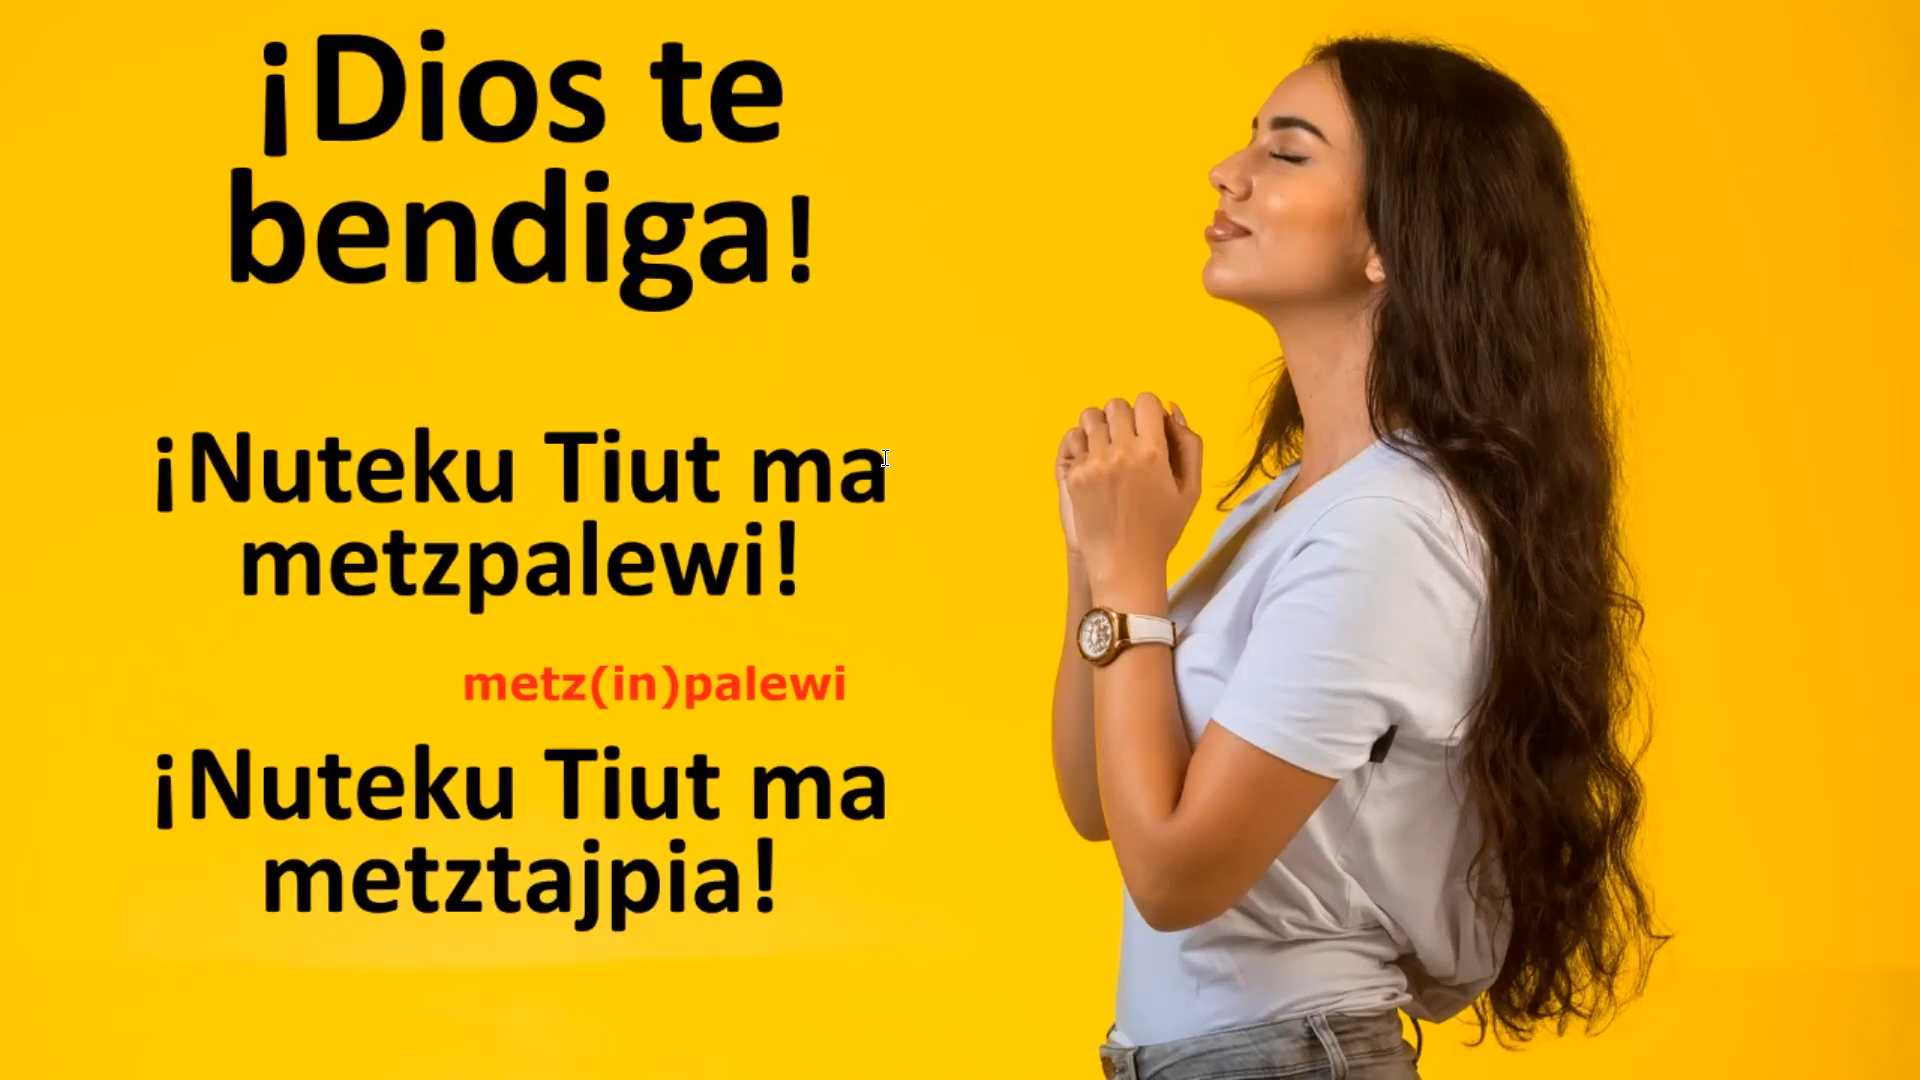 ¡Dios te
bendiga!
¡Nuteku Tiut ma
metzpalewi!
metz(in)palewi
¡Nuteku Tiut ma
metztajpia!